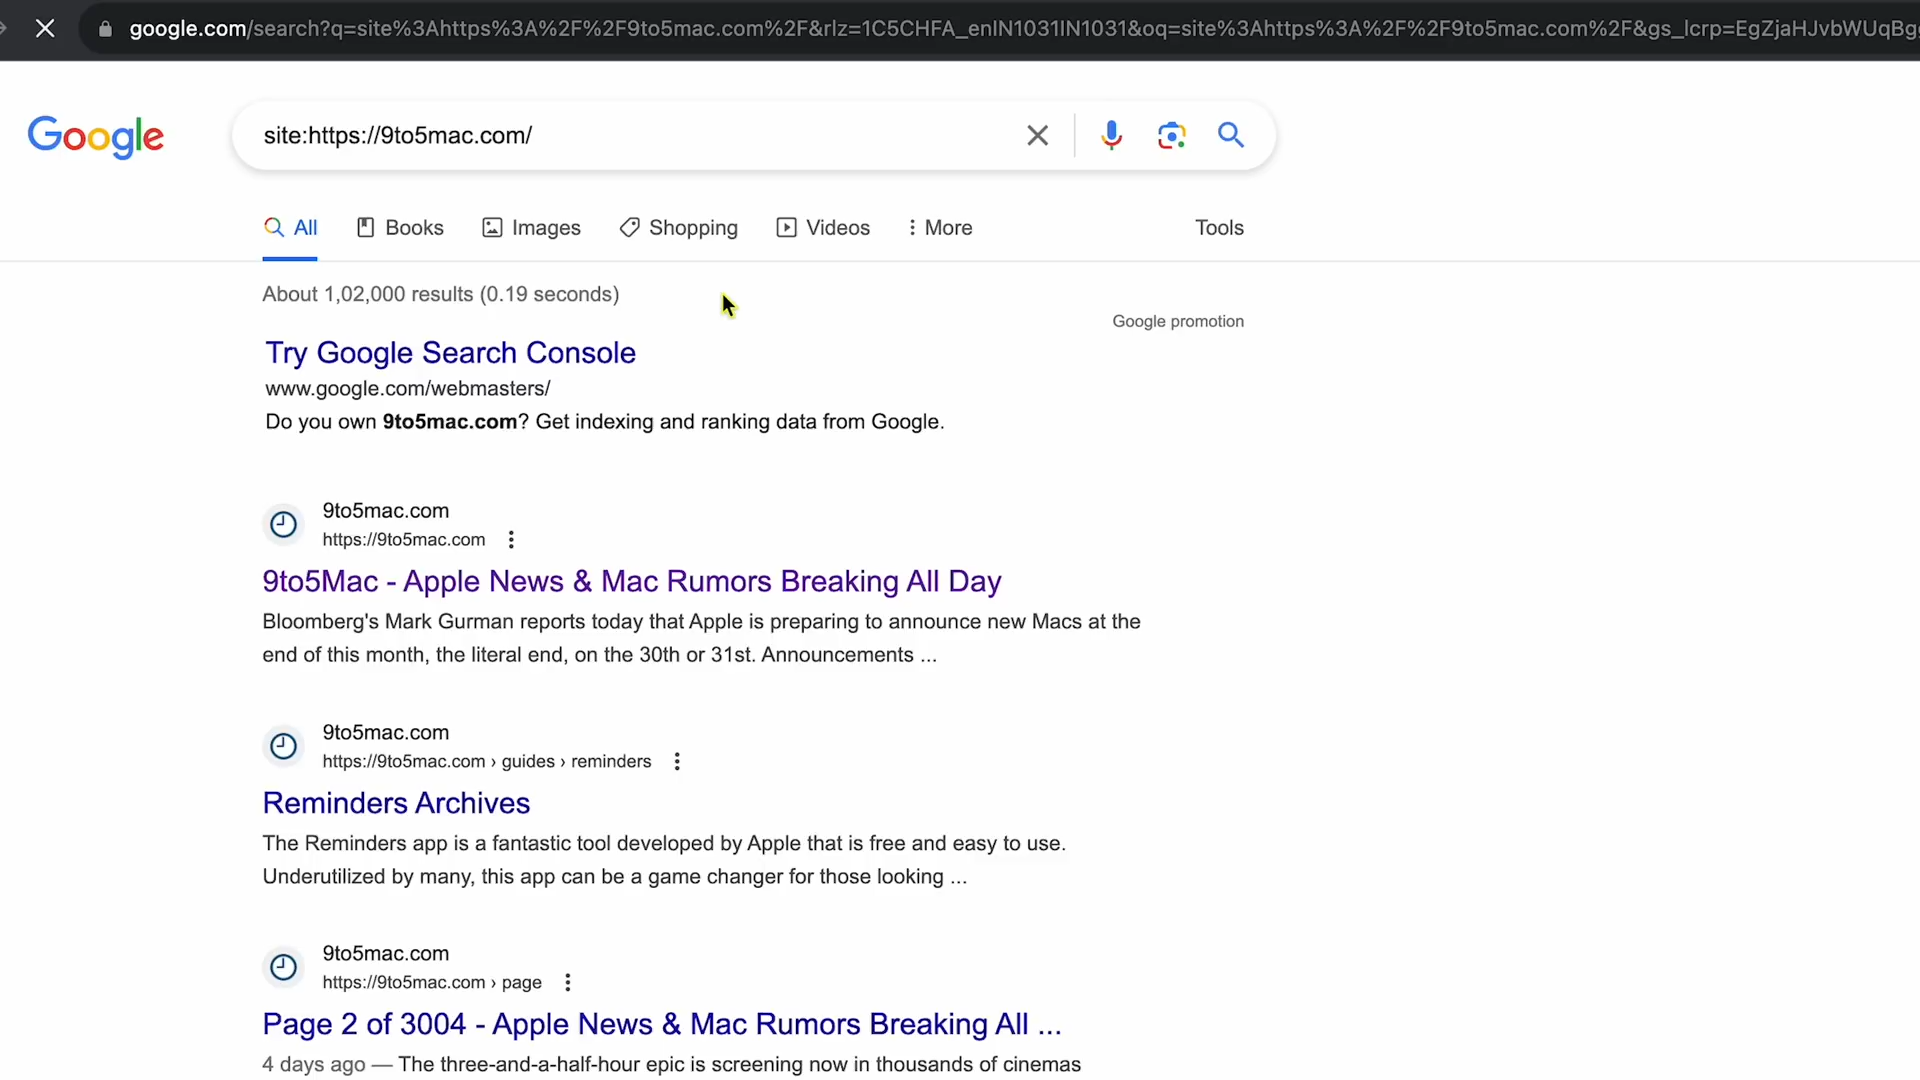 google.com/search?q=site%3Ahttps%3A%2F%2F9to5mac.com%2F&rlz=1C5CHFA_enIN1031IN1031&oq=site%3Ahttps%3A%2F%2F9to5mac.com%2F&gs_lcrp=EgZjaHJvbWUqBg
Google
site:https://9to5mac.com/
All Books Images Shopping Videos More Tools
About 1,02,000 results (0.19 seconds)
Google promotion
Try Google Search Console
www.google.com/webmasters/
Do you own 9to5mac.com? Get indexing and ranking data from Google.
9to5mac.com
https://9to5mac.com
9to5Mac - Apple News & Mac Rumors Breaking All Day
Bloomberg's Mark Gurman reports today that Apple is preparing to announce new Macs at the
end of this month, the literal end, on the 30th or 31st. Announcements ...
9to5mac.com
https://9to5mac.com › guides › reminders
Reminders Archives
The Reminders app is a fantastic tool developed by Apple that is free and easy to use.
Underutilized by many, this app can be a game changer for those looking ...
9to5mac.com
https://9to5mac.com › page
Page 2 of 3004 - Apple News & Mac Rumors Breaking All ...
4 days ago — The three-and-a-half-hour epic is screening now in thousands of cinemas